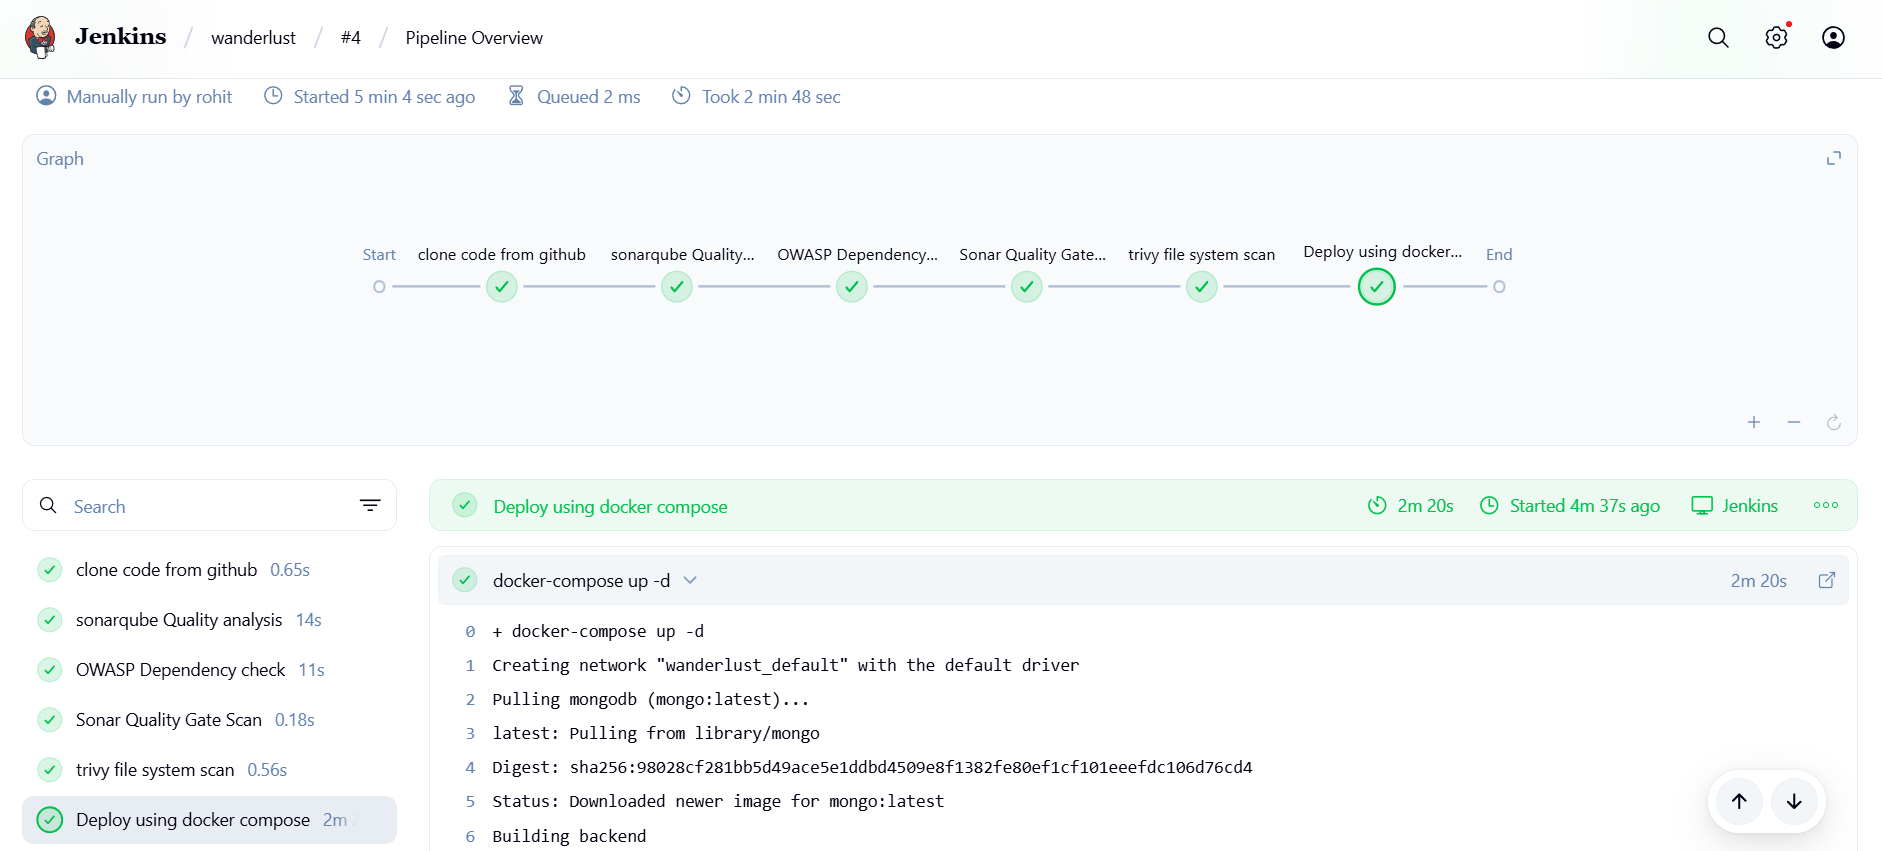 Jenkins / wanderlust / #4 / Pipeline Overview
Manually run by rohit Started 5 min 4 sec ago Queued 2 ms Took 2 min 48 sec
Graph
Start clone code from github sonarqube Quality... OWASP Dependency... Sonar Quality Gate... trivy file system scan Deploy using docker... End
Search
clone code from github 0.65s
sonarqube Quality analysis 14s
OWASP Dependency check 11s
Sonar Quality Gate Scan 0.18s
trivy file system scan 0.56s
Deploy using docker compose 2m
Deploy using docker compose 2m 20s Started 4m 37s ago Jenkins
docker-compose up -d 2m 20s
0 + docker-compose up -d
1 Creating network "wanderlust_default" with the default driver
2 Pulling mongodb (mongo:latest)...
3 latest: Pulling from library/mongo
4 Digest: sha256:98028cf281bb5d49ace5e1ddbd4509e8f1382fe80ef1cf101eeefdc106d76cd4
5 Status: Downloaded newer image for mongo:latest
6 Building backend